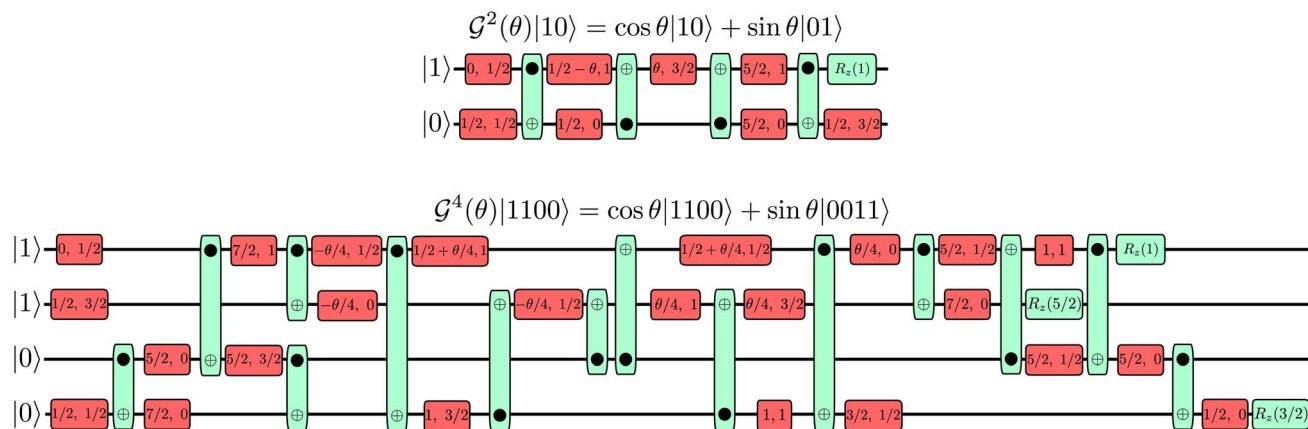 𝒢²(θ)|10⟩ = cos θ|10⟩ + sin θ|01⟩
|1⟩ 0, 1/2 1/2 − θ, 1 θ, 3/2 5/2, 1 R_z(1)
|0⟩ 1/2, 1/2 1/2, 0 5/2, 0 1/2, 3/2
𝒢⁴(θ)|1100⟩ = cos θ|1100⟩ + sin θ|0011⟩
|1⟩ 0, 1/2 7/2, 1 −θ/4, 1/2 1/2 + θ/4, 1 1/2 + θ/4, 1/2 θ/4, 0 5/2, 1/2 1, 1 R_z(1)
|1⟩ 1/2, 3/2 −θ/4, 0 −θ/4, 1/2 θ/4, 1 θ/4, 3/2 7/2, 0 R_z(5/2)
|0⟩ 5/2, 0 5/2, 3/2 5/2, 1/2 5/2, 0
|0⟩ 1/2, 1/2 7/2, 0 1, 3/2 1, 1 3/2, 1/2 1/2, 0 R_z(3/2)